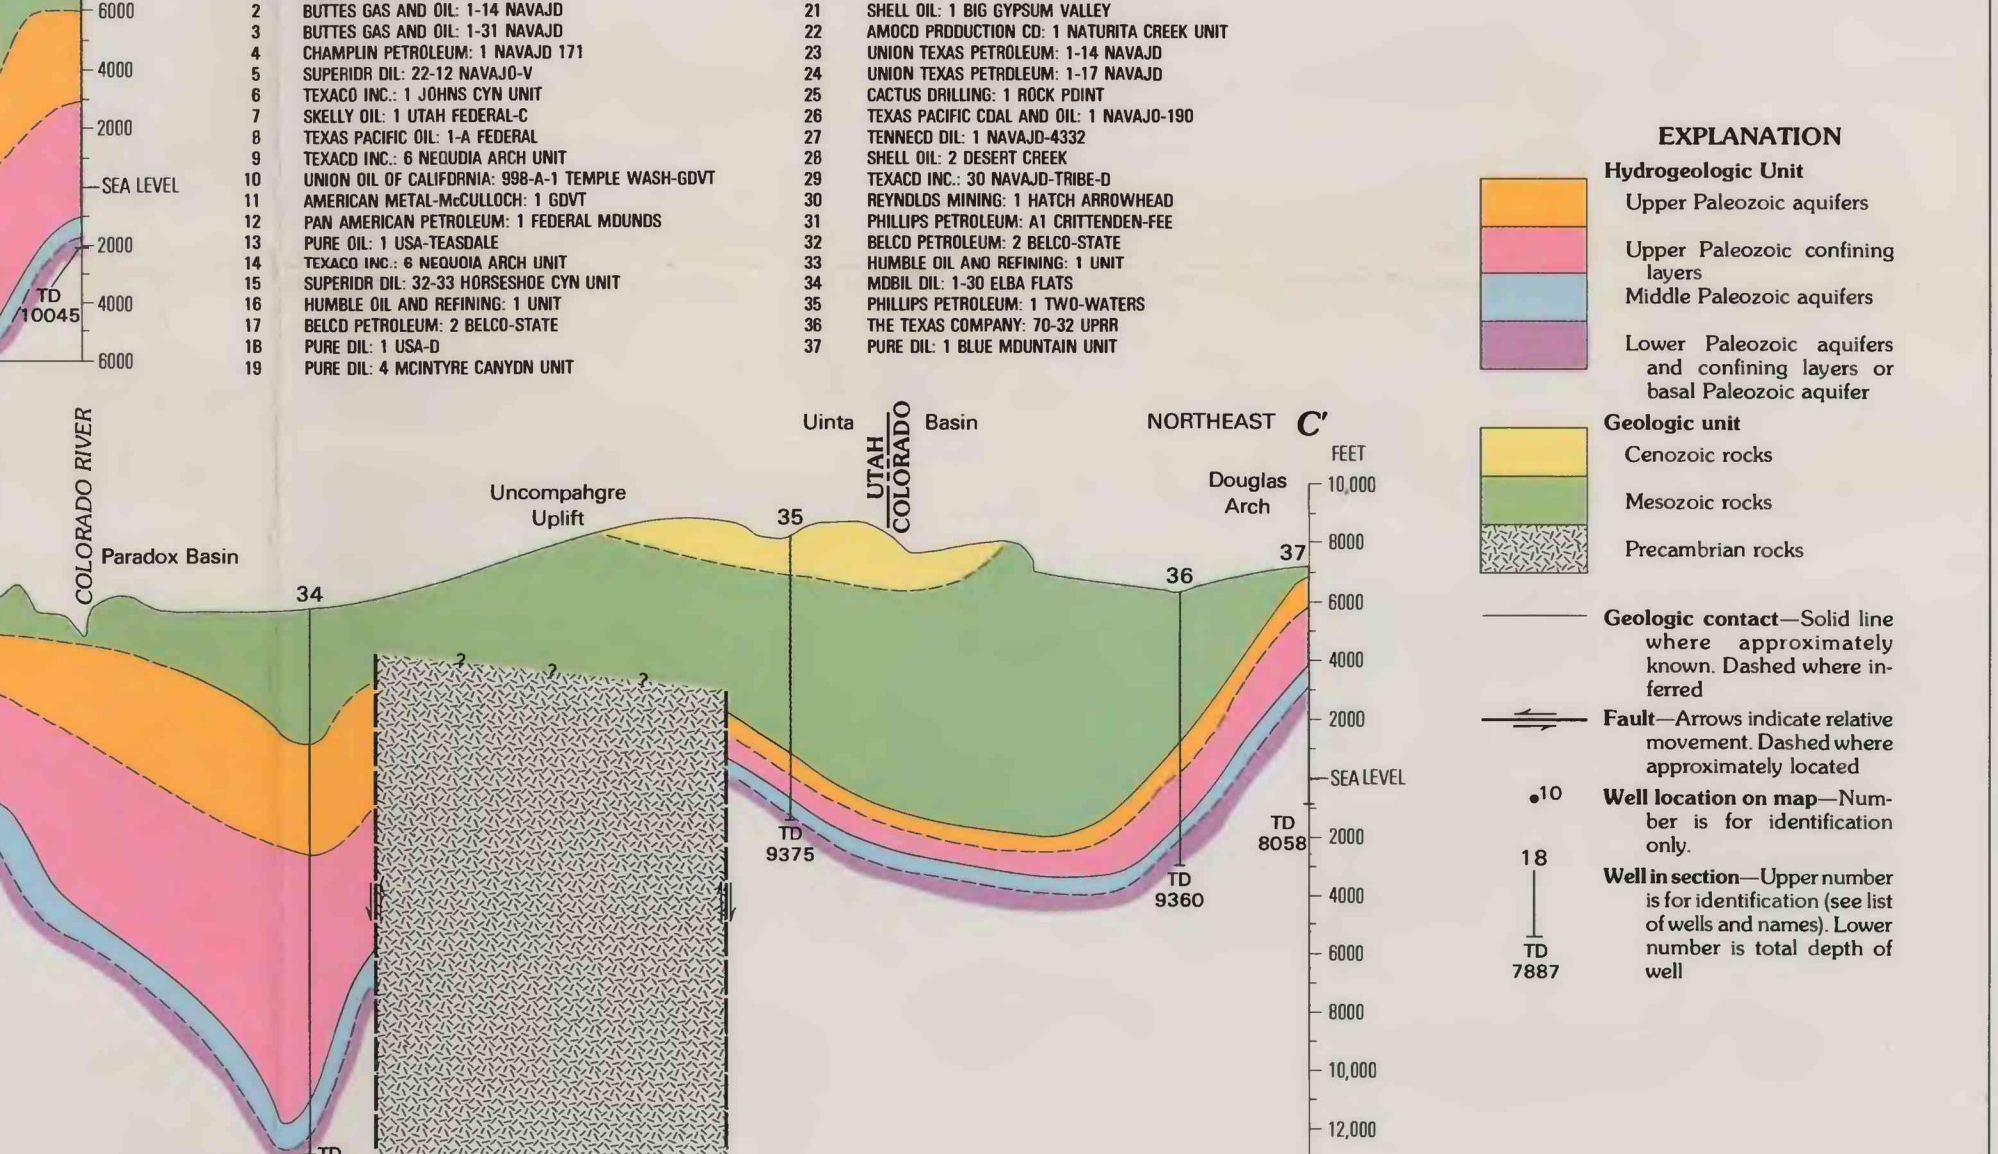 6000
4000
2000
SEA LEVEL
2000
4000
6000
TD
10045
2 BUTTES GAS AND OIL: 1-14 NAVAJD
3 BUTTES GAS AND OIL: 1-31 NAVAJD
4 CHAMPLIN PETROLEUM: 1 NAVAJD 171
5 SUPERIDR DIL: 22-12 NAVAJO-V
6 TEXACO INC.: 1 JOHNS CYN UNIT
7 SKELLY OIL: 1 UTAH FEDERAL-C
8 TEXAS PACIFIC OIL: 1-A FEDERAL
9 TEXACD INC.: 6 NEQUDIA ARCH UNIT
10 UNION OIL OF CALIFDRNIA: 998-A-1 TEMPLE WASH-GDVT
11 AMERICAN METAL-McCULLOCH: 1 GDVT
12 PAN AMERICAN PETROLEUM: 1 FEDERAL MDUNDS
13 PURE OIL: 1 USA-TEASDALE
14 TEXACO INC.: 6 NEQUOIA ARCH UNIT
15 SUPERIDR DIL: 32-33 HORSESHOE CYN UNIT
16 HUMBLE OIL AND REFINING: 1 UNIT
17 BELCD PETROLEUM: 2 BELCO-STATE
1B PURE DIL: 1 USA-D
19 PURE DIL: 4 MCINTYRE CANYDN UNIT
21 SHELL OIL: 1 BIG GYPSUM VALLEY
22 AMOCD PRDDUCTION CD: 1 NATURITA CREEK UNIT
23 UNION TEXAS PETROLEUM: 1-14 NAVAJD
24 UNION TEXAS PETRDLEUM: 1-17 NAVAJD
25 CACTUS DRILLING: 1 ROCK PDINT
26 TEXAS PACIFIC CDAL AND OIL: 1 NAVAJO-190
27 TENNECD DIL: 1 NAVAJD-4332
28 SHELL OIL: 2 DESERT CREEK
29 TEXACD INC.: 30 NAVAJD-TRIBE-D
30 REYNDLDS MINING: 1 HATCH ARROWHEAD
31 PHILLIPS PETROLEUM: A1 CRITTENDEN-FEE
32 BELCD PETROLEUM: 2 BELCO-STATE
33 HUMBLE OIL AND REFINING: 1 UNIT
34 MDBIL DIL: 1-30 ELBA FLATS
35 PHILLIPS PETROLEUM: 1 TWO-WATERS
36 THE TEXAS COMPANY: 70-32 UPRR
37 PURE DIL: 1 BLUE MDUNTAIN UNIT
COLORADO RIVER
Paradox Basin
34
Uncompahgre
Uplift
35
Uinta
UTAH
COLORADO
Basin
NORTHEAST C'
Douglas
Arch
36
37
FEET
10,000
8000
6000
4000
2000
SEA LEVEL
2000
4000
6000
8000
10,000
12,000
? ? ?
TD
9375
TD
9360
TD
8058
TD
EXPLANATION
Hydrogeologic Unit
Upper Paleozoic aquifers
Upper Paleozoic confining
layers
Middle Paleozoic aquifers
Lower Paleozoic aquifers
and confining layers or
basal Paleozoic aquifer
Geologic unit
Cenozoic rocks
Mesozoic rocks
Precambrian rocks
Geologic contact—Solid line
where approximately
known. Dashed where in-
ferred
Fault—Arrows indicate relative
movement. Dashed where
approximately located
10
Well location on map—Num-
ber is for identification
only.
18
TD
7887
Well in section—Upper number
is for identification (see list
of wells and names). Lower
number is total depth of
well